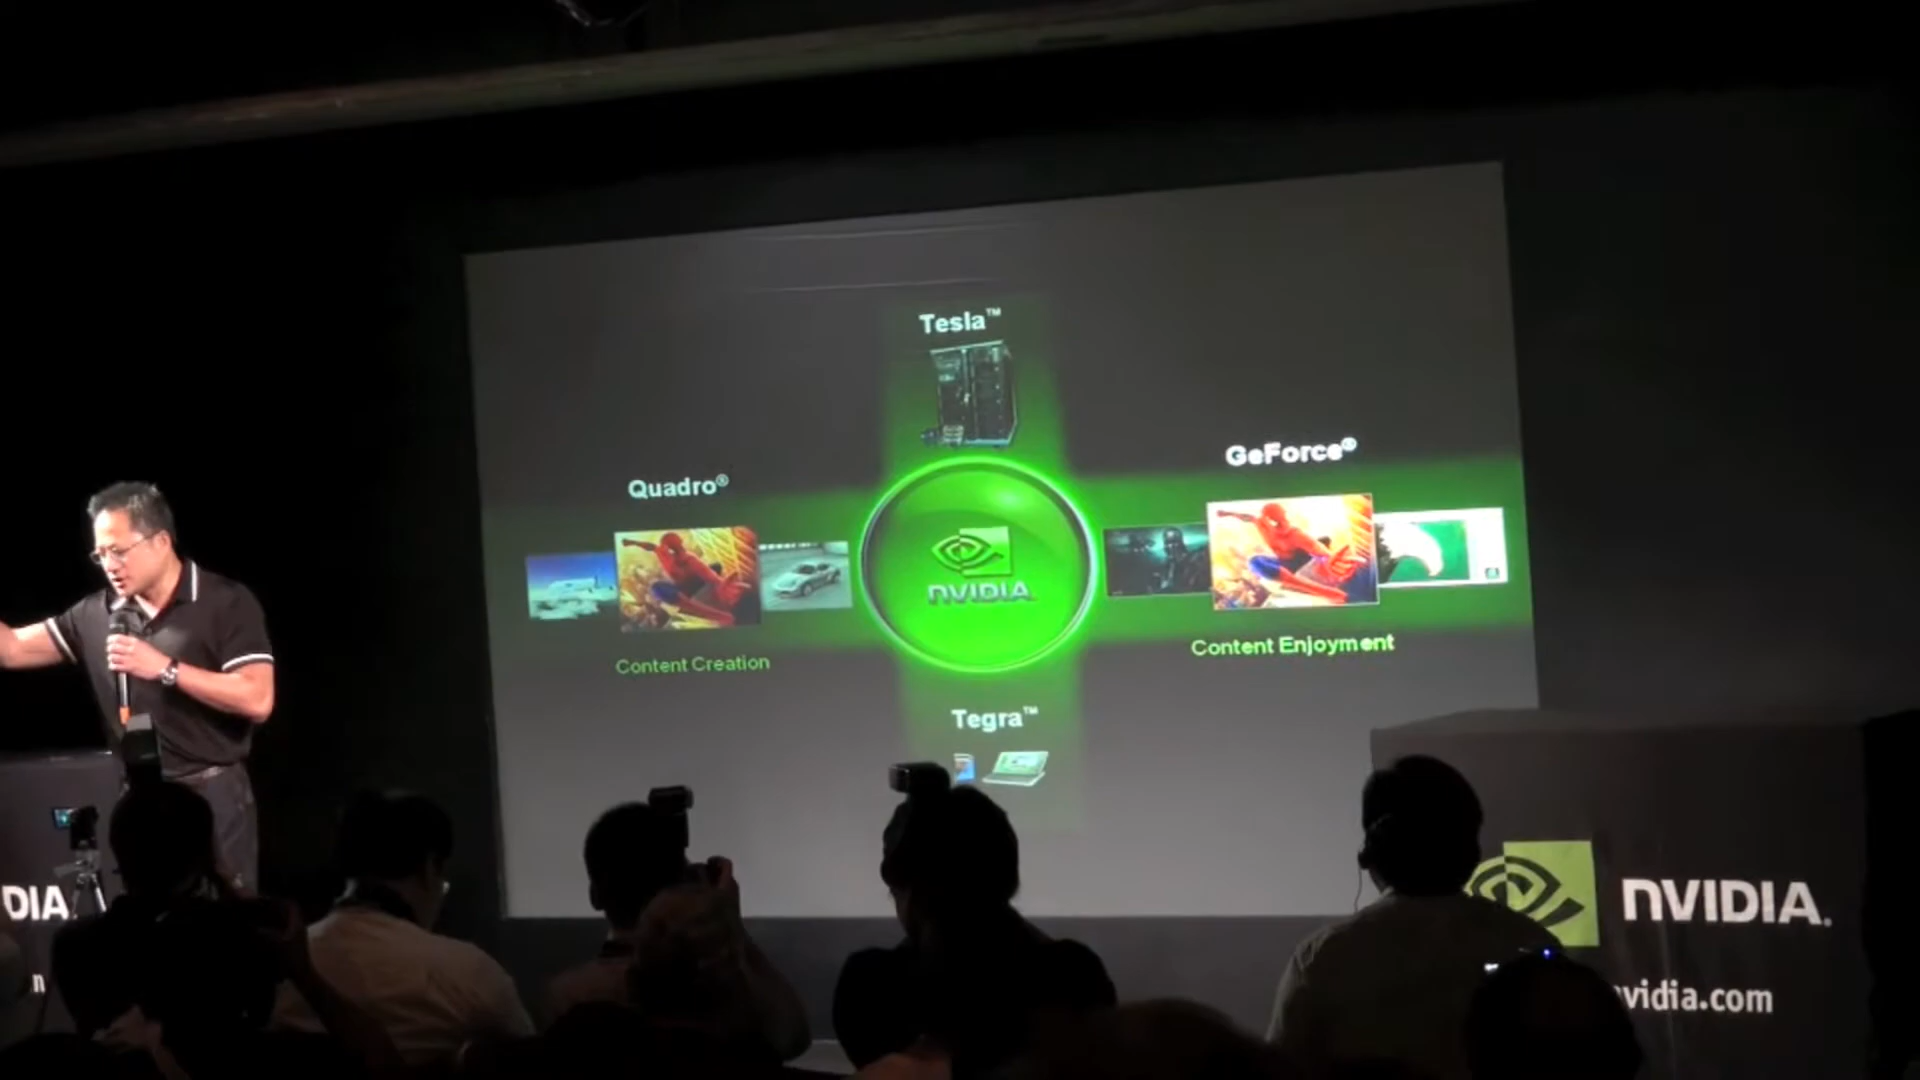 Tesla™
GeForce®
Quadro®
NVIDIA
Content Enjoyment
Content Creation
Tegra™
DIA
NVIDIA.
n
vidia.com